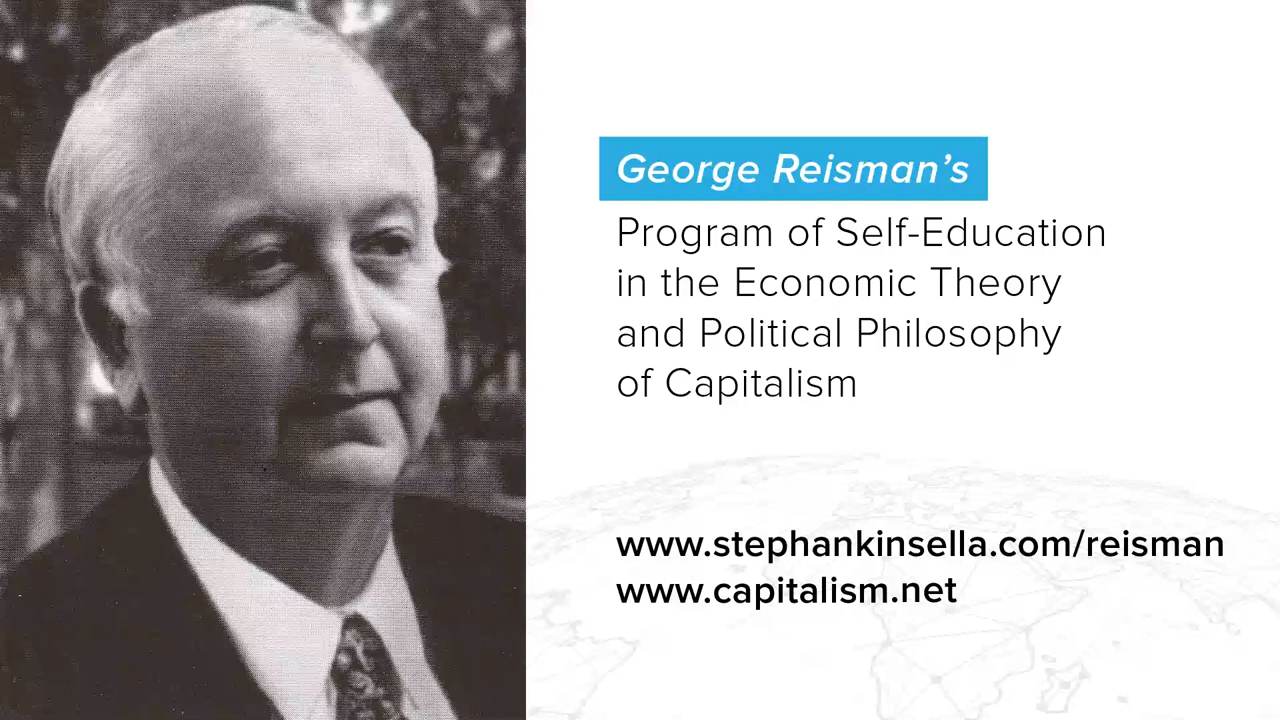 George Reisman’s
Program of Self-Education
in the Economic Theory
and Political Philosophy
of Capitalism
www.stephankinsella.com/reisman
www.capitalism.net